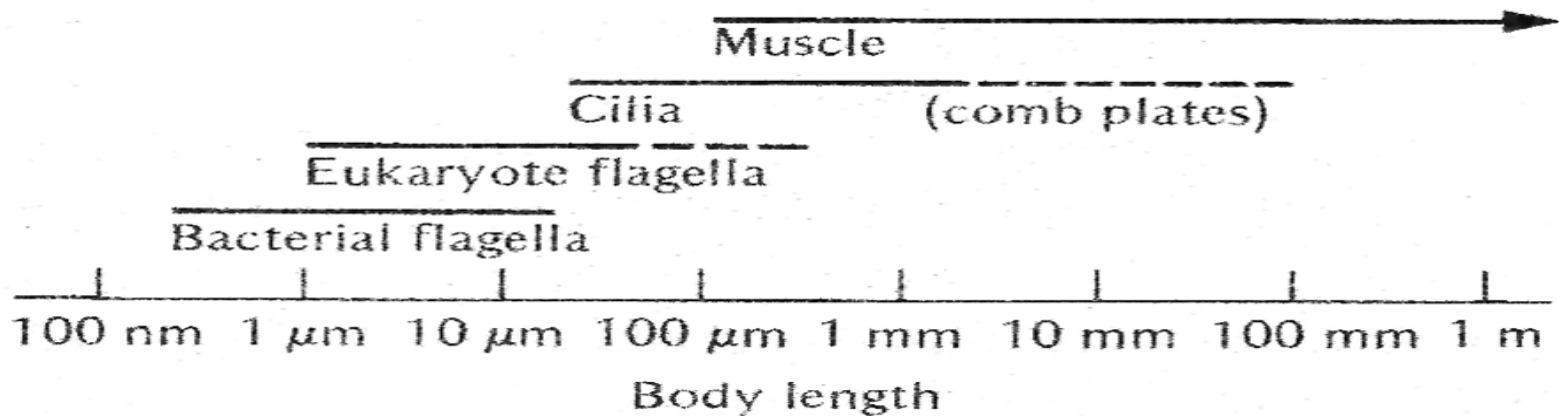 Muscle
Cilia (comb plates)
Eukaryote flagella
Bacterial flagella
100 nm 1 μm 10 μm 100 μm 1 mm 10 mm 100 mm 1 m
Body length